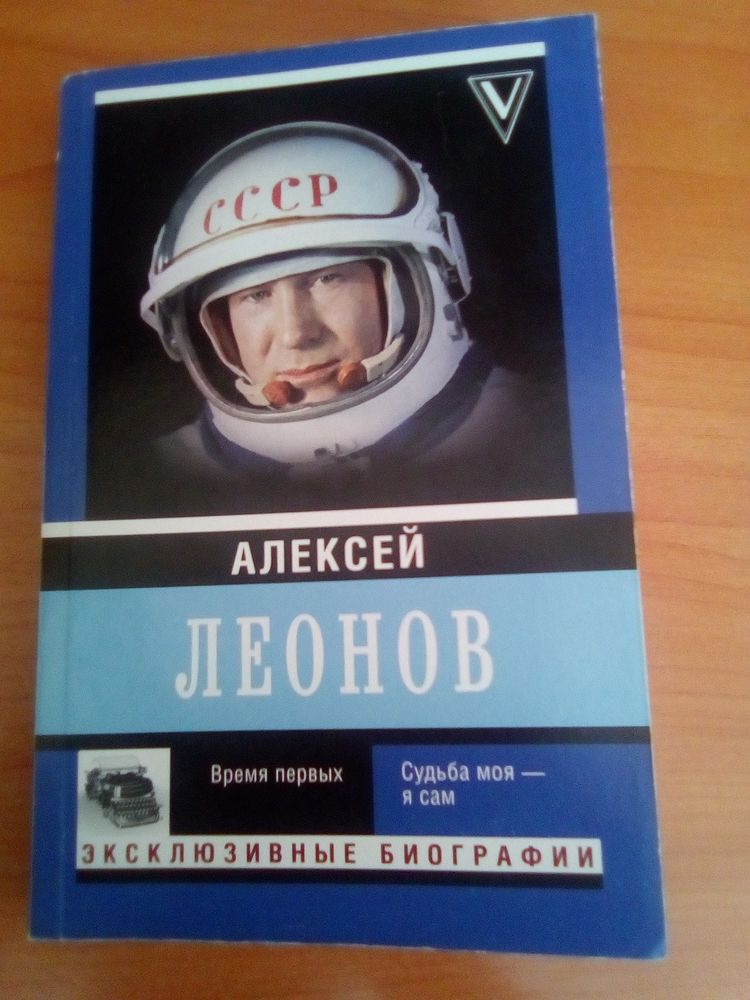 V
СССР
АЛЕКСЕЙ
ЛЕОНОВ
Время первых
Судьба моя —
я сам
ЭКСКЛЮЗИВНЫЕ БИОГРАФИИ